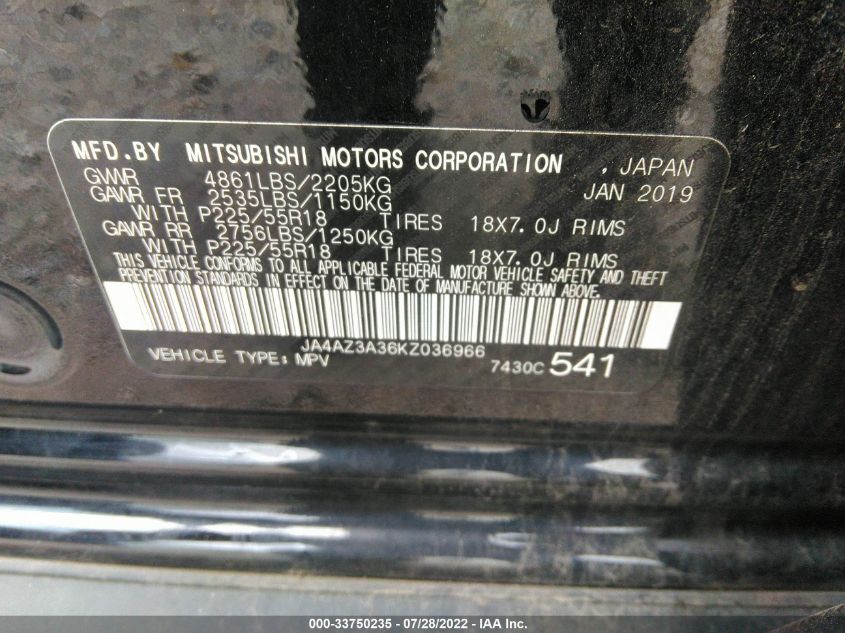 MFD.BY MITSUBISHI MOTORS CORPORATION , JAPAN
GVWR 4861LBS/2205KG JAN 2019
GAWR FR 2535LBS/1150KG
WITH P225/55R18 TIRES 18X7.0J RIMS
GAWR RR 2756LBS/1250KG
WITH P225/55R18 TIRES 18X7.0J RIMS
THIS VEHICLE CONFORMS TO ALL APPLICABLE FEDERAL MOTOR VEHICLE SAFETY AND THEFT
PREVENTION STANDARDS IN EFFECT ON THE DATE OF MANUFACTURE SHOWN ABOVE.
JA4AZ3A36KZ036966
VEHICLE TYPE: MPV 7430C 541
000-33750235 - 07/28/2022 - IAA Inc.